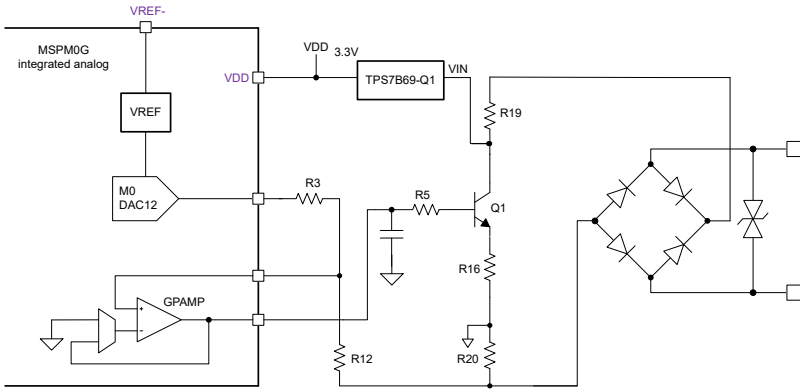 VREF-
MSPM0G
integrated analog
VDD
VDD
3.3V
TPS7B69-Q1
VIN
VREF
R19
M0
DAC12
R3
R5
Q1
R16
GPAMP
+
-
R12
R20